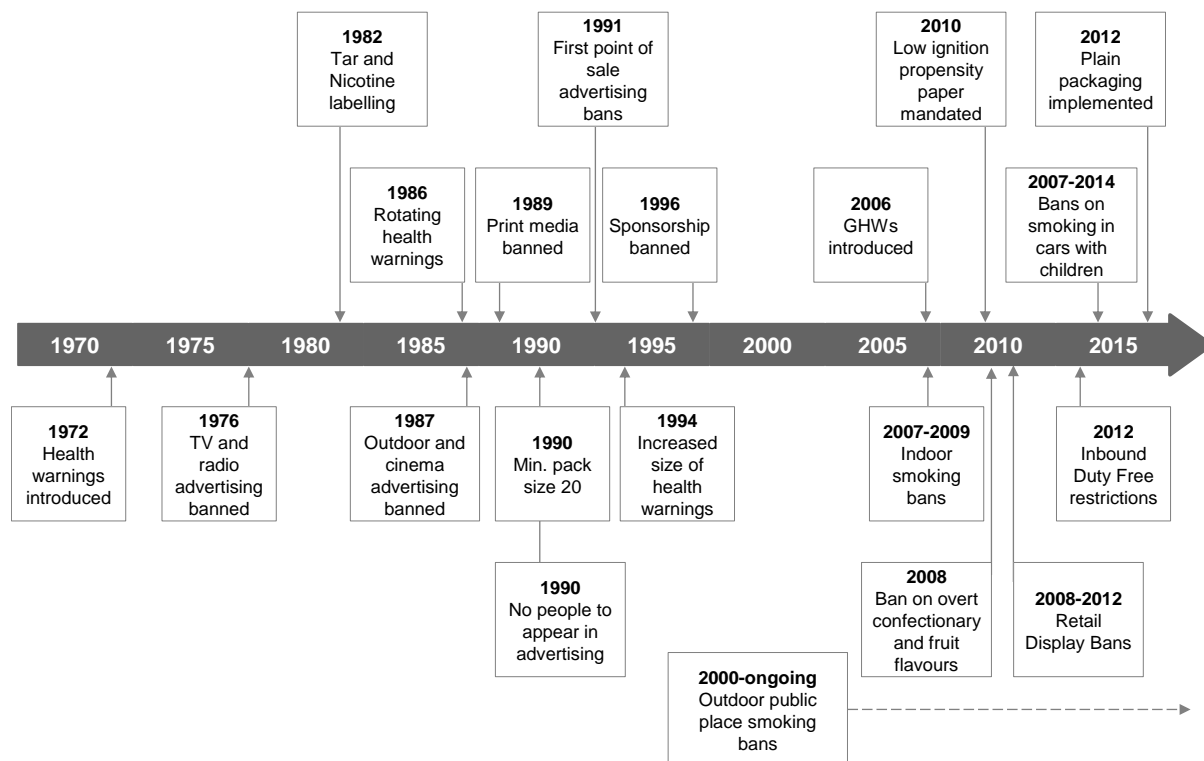 1982
Tar and
Nicotine
labelling
1991
First point of
sale
advertising
bans
2010
Low ignition
propensity
paper
mandated
2012
Plain
packaging
implemented
1986
Rotating
health
warnings
1989
Print media
banned
1996
Sponsorship
banned
2006
GHWs
introduced
2007-2014
Bans on
smoking in
cars with
children
1970 1975 1980 1985 1990 1995 2000 2005 2010 2015
1972
Health
warnings
introduced
1976
TV and
radio
advertising
banned
1987
Outdoor and
cinema
advertising
banned
1990
Min. pack
size 20
1994
Increased
size of
health
warnings
2007-2009
Indoor
smoking
bans
2012
Inbound
Duty Free
restrictions
1990
No people to
appear in
advertising
2008
Ban on overt
confectionary
and fruit
flavours
2008-2012
Retail
Display Bans
2000-ongoing
Outdoor public
place smoking
bans